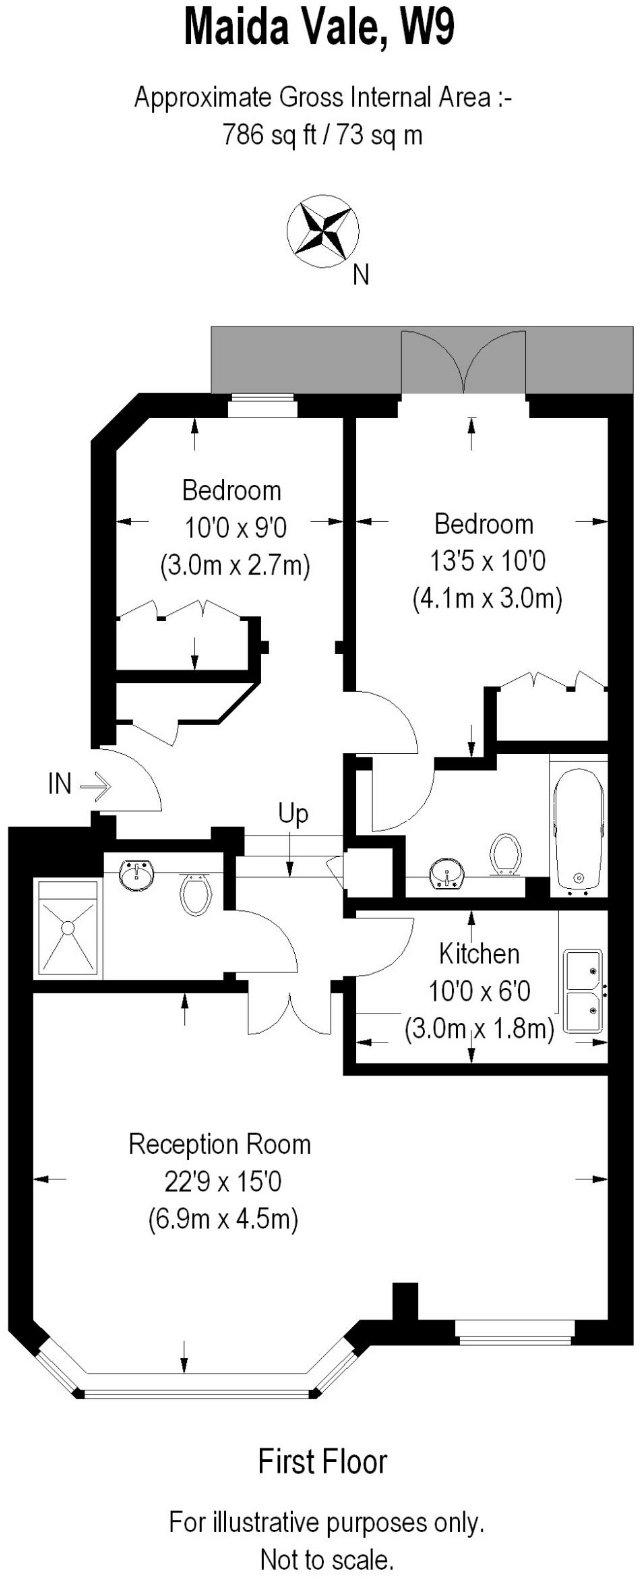 Maida Vale, W9
Approximate Gross Internal Area :-
786 sq ft / 73 sq m
N
Bedroom
10'0 x 9'0
(3.0m x 2.7m)
Bedroom
13'5 x 10'0
(4.1m x 3.0m)
IN
Up
Kitchen
10'0 x 6'0
(3.0m x 1.8m)
Reception Room
22'9 x 15'0
(6.9m x 4.5m)
First Floor
For illustrative purposes only.
Not to scale.